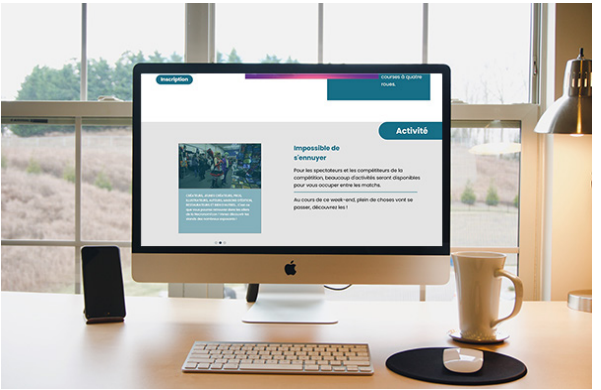 Inscription
courses à quatre
roues.
Activité
Impossible de
s'ennuyer
Pour les spectateurs et les compétiteurs de la
compétition, beaucoup d'activités seront disponibles
pour vous occuper entre les matchs.
Au cours de ce week-end, plein de choses vont se
passer, découvrez les !